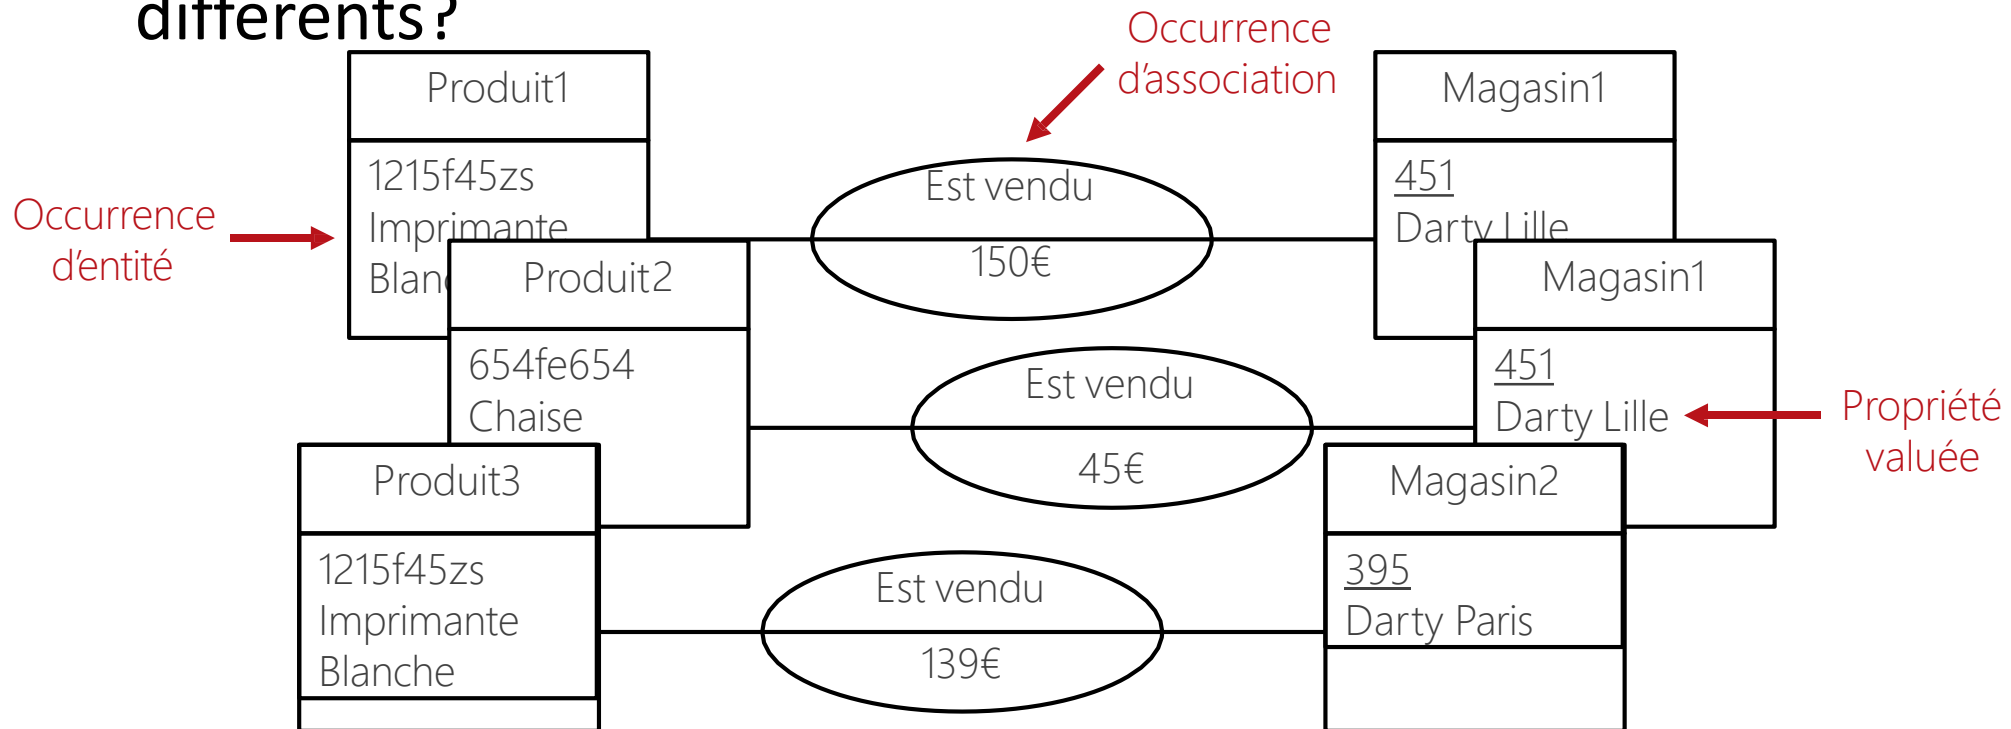 différents?
Occurrence
d'association
Produit1
Magasin1
1215f45zs
Imprimante
Est vendu
150€
451
Darty Lille
Occurrence
d'entité
Produit2
Magasin1
654fe654
Chaise
Est vendu
45€
451
Darty Lille
Propriété
valuée
Produit3
Magasin2
1215f45zs
Imprimante
Blanche
Est vendu
139€
395
Darty Paris